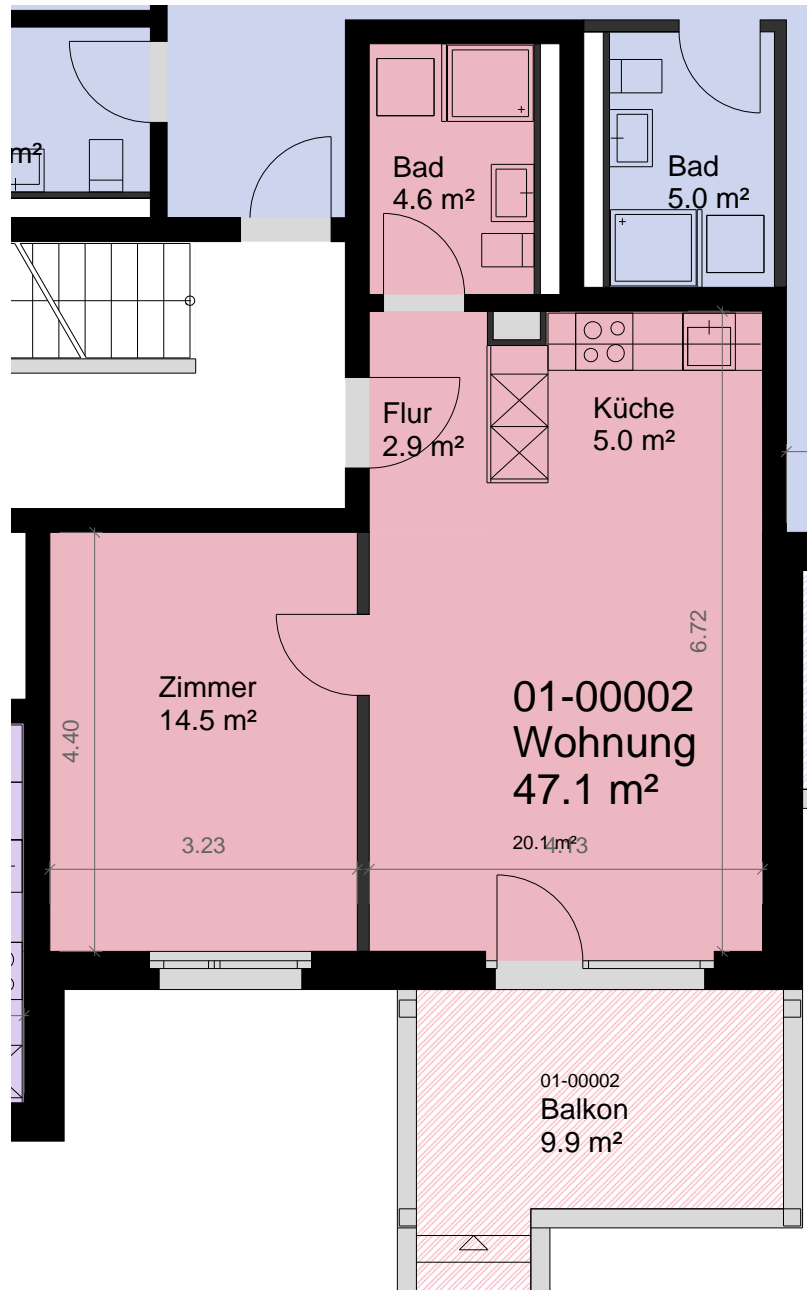 m²
Bad
4.6 m²
Bad
5.0 m²
Flur
2.9 m²
Küche
5.0 m²
6.72
Zimmer
14.5 m²
4.40
01-00002
Wohnung
47.1 m²
3.23
20.1 m²
4.13
01-00002
Balkon
9.9 m²